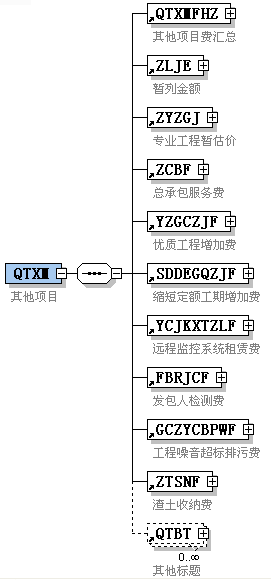 QTXMFHZ
其他项目费汇总
ZLJE
暂列金额
ZYZGJ
专业工程暂估价
ZCBF
总承包服务费
YZGCZJF
优质工程增加费
QTXM
其他项目
SDDEGQZJF
缩短定额工期增加费
YCJKXTZLF
远程监控系统租赁费
FBRJCF
发包人检测费
GCZYCBPWF
工程噪音超标排污费
ZTSNF
渣土收纳费
QTBT
0..∞
其他标题